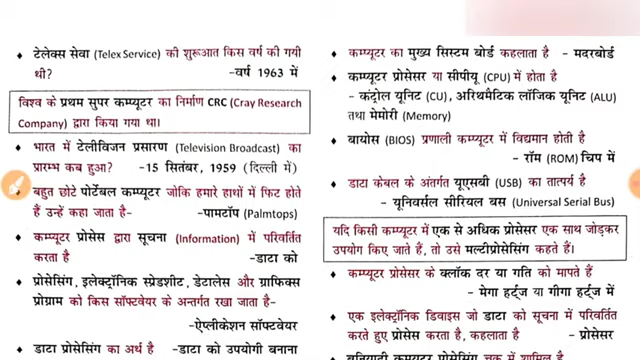 ♦ टेलेक्स सेवा (Telex Service) की शुरूआत किस वर्ष की गयी
थी? -वर्ष 1963 में
विश्व के प्रथम सुपर कम्प्यूटर का निर्माण CRC (Cray Research
Company) द्वारा किया गया था।
♦ भारत में टेलीविजन प्रसारण (Television Broadcast) का
प्रारम्भ कब हुआ? -15 सितंबर, 1959 (दिल्ली में)
♦ बहुत छोटे पोर्टेबल कम्प्यूटर जोकि हमारे हाथों में फिट होते
हैं उन्हें कहा जाता है- -पामटॉप (Palmtops)
♦ कम्प्यूटर प्रोसेस द्वारा सूचना (Information) में परिवर्तित
करता है -डाटा को
♦ प्रोसेसिंग, इलेक्ट्रॉनिक स्प्रेडशीट, डेटालेस और ग्राफिक्स
प्रोग्राम को किस सॉफ्टवेयर के अन्तर्गत रखा जाता है-
-ऐप्लीकेशन सॉफ्टवेयर
♦ डाटा प्रोसेसिंग का अर्थ है -डाटा को उपयोगी बनाना
♦ कम्प्यूटर का मुख्य सिस्टम बोर्ड कहलाता है - मदरबोर्ड
♦ कम्प्यूटर प्रोसेसर या सीपीयू (CPU) में होता है
- कंट्रोल यूनिट (CU), अरिथमैटिक लॉजिक यूनिट (ALU)
तथा मेमोरी (Memory)
♦ बायोस (BIOS) प्रणाली कम्प्यूटर में विद्यमान होती है
- रॉम (ROM) चिप में
♦ डाटा केबल के अंतर्गत यूएसवी (USB) का तात्पर्य है
- यूनिवर्सल सीरियल बस (Universal Serial Bus)
यदि किसी कम्प्यूटर में एक से अधिक प्रोसेसर एक साथ जोड़कर
उपयोग किए जाते हैं, तो उसे मल्टीप्रोसेसिंग कहते हैं।
♦ कम्प्यूटर प्रोसेसर के क्लॉक दर या गति को मापते हैं
- मेगा हर्ट्ज़ या गीगा हर्ट्ज़ में
♦ एक इलेक्ट्रॉनिक डिवाइस जो डाटा को सूचना में परिवर्तित
करते हुए प्रोसेस करता है, कहलाता है - प्रोसेसर
♦ बुनियादी कम्प्यूटर प्रोसेसिंग चक्र में शामिल है